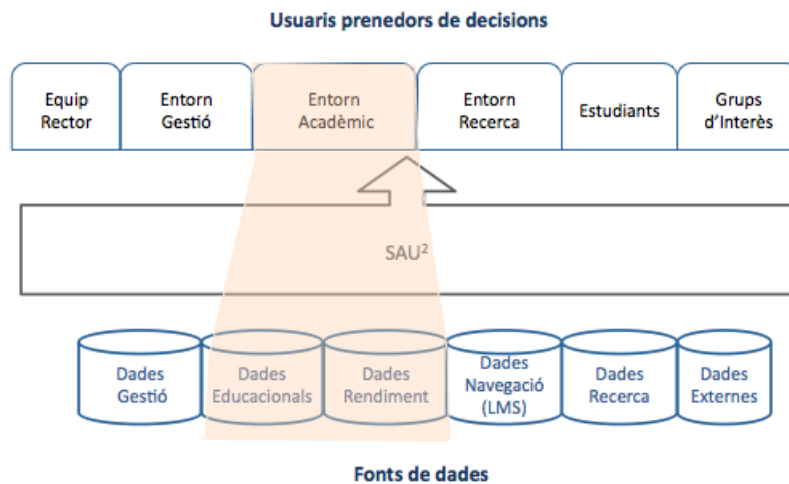 Usuaris prenedors de decisions
Equip
Rector
Entorn
Gestió
Entorn
Acadèmic
Entorn
Recerca
Estudiants
Grups
d'Interès
SAU²
Dades
Gestió
Dades
Educacionals
Dades
Rendiment
Dades
Navegació
(LMS)
Dades
Recerca
Dades
Externes
Fonts de dades